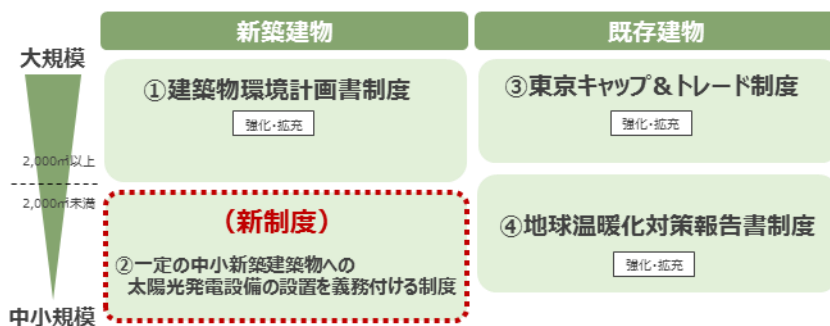 新築建物
既存建物
大規模
①建築物環境計画書制度
強化・拡充
③東京キャップ&トレード制度
強化・拡充
2,000㎡以上
2,000㎡未満
(新制度)
②一定の中小新築建築物への
太陽光発電設備の設置を義務付ける制度
④地球温暖化対策報告書制度
強化・拡充
中小規模